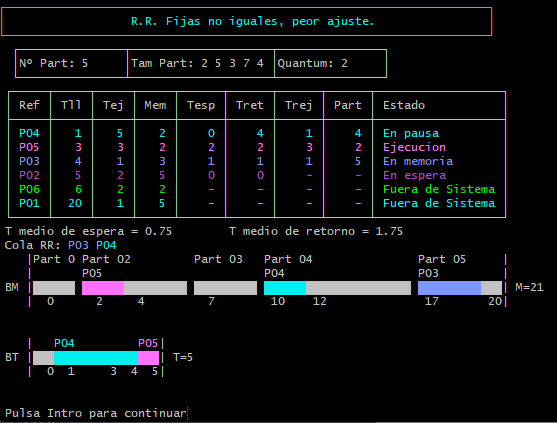 R.R. Fijas no iguales, peor ajuste.
Nº Part: 5 Tam Part: 2 5 3 7 4 Quantum: 2
Ref Tll Tej Mem Tesp Tret Trej Part Estado
P04 1 5 2 0 4 1 4 En pausa
P05 3 3 2 2 2 3 2 Ejecucion
P03 4 1 3 1 1 1 5 En memoria
P02 5 2 5 0 0 - - En espera
P06 6 2 2 - - - - Fuera de Sistema
P01 20 1 5 - - - - Fuera de Sistema
T medio de espera = 0.75 T medio de retorno = 1.75
Cola RR: P03 P04
|Part 0 Part 02 Part 03 Part 04 Part 05 |
| P05 P04 P03 |
BM | | M=21
| 0 2 4 7 10 12 17 20|
| P04 P05|
BT | | T=5
| 0 1 3 4 5|
Pulsa Intro para continuar